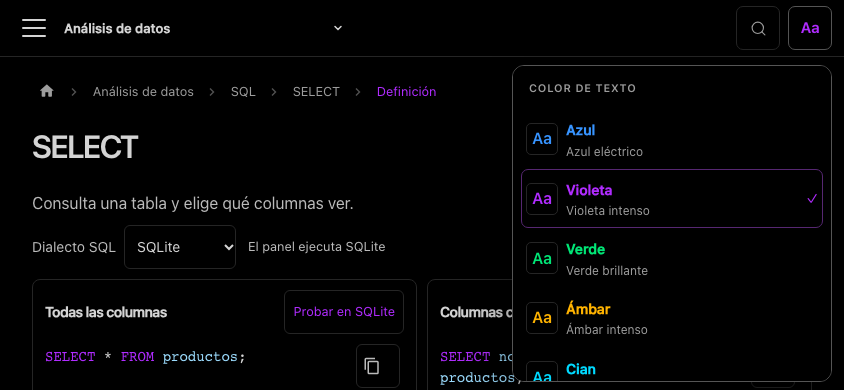 Análisis de datos
Aa
Análisis de datos
SQL
SELECT
Definición
SELECT
Consulta una tabla y elige qué columnas ver.
Dialecto SQL
SQLite
El panel ejecuta SQLite
Todas las columnas
Probar en SQLite
SELECT * FROM productos;
Columnas
SELECT
productos,
COLOR DE TEXTO
Aa
Azul
Azul eléctrico
Aa
Violeta
Violeta intenso
Aa
Verde
Verde brillante
Aa
Ámbar
Ámbar intenso
Aa
Cian